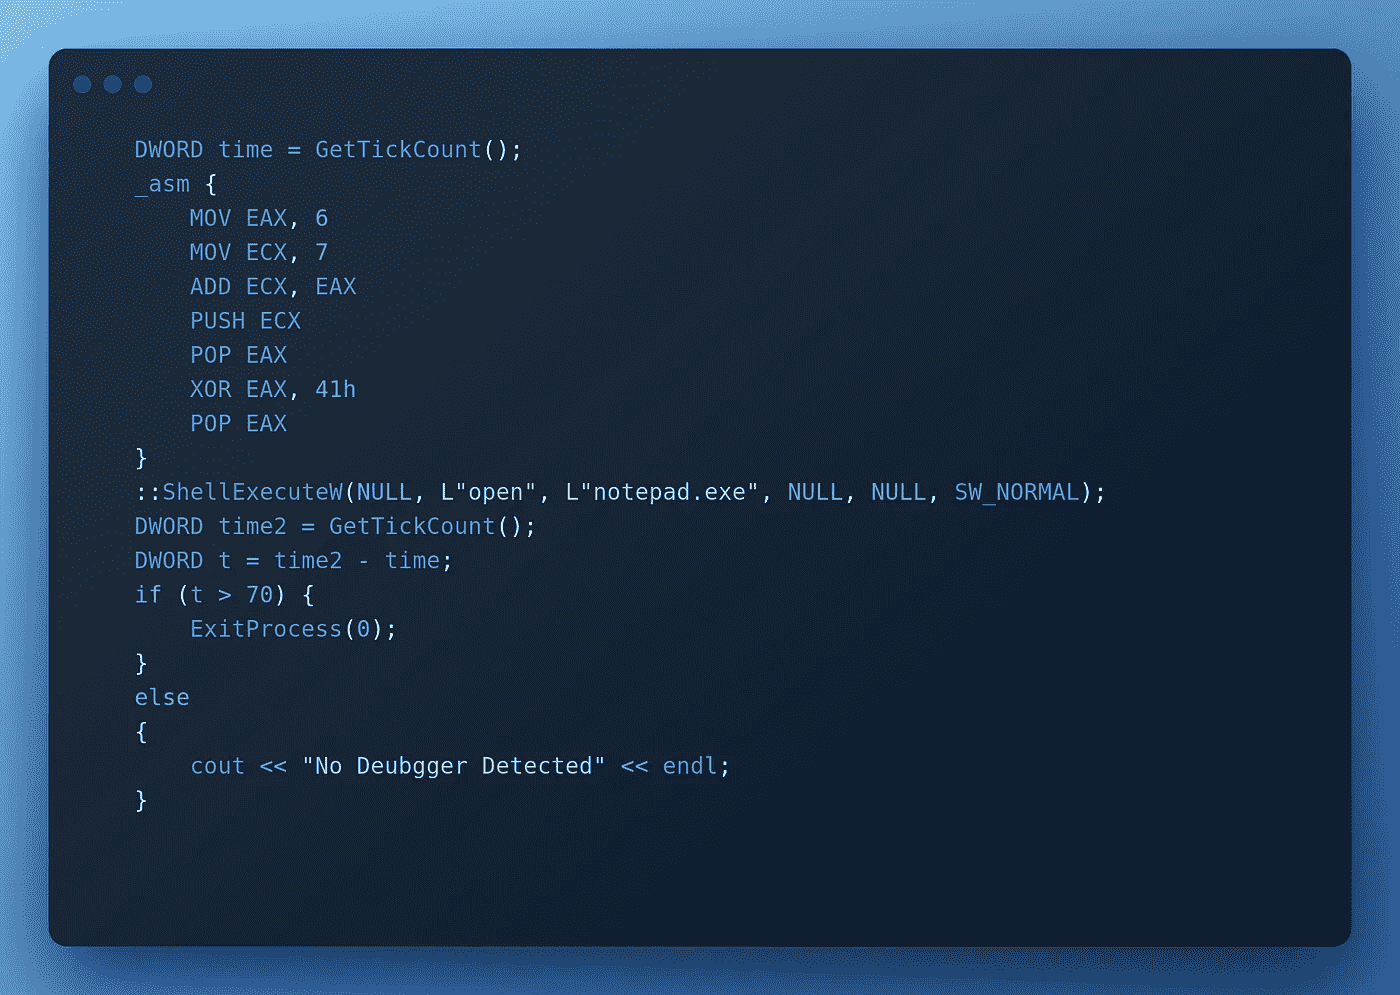 DWORD time = GetTickCount();
_asm {
    MOV EAX, 6
    MOV ECX, 7
    ADD ECX, EAX
    PUSH ECX
    POP EAX
    XOR EAX, 41h
    POP EAX
}
::ShellExecuteW(NULL, L"open", L"notepad.exe", NULL, NULL, SW_NORMAL);
DWORD time2 = GetTickCount();
DWORD t = time2 - time;
if (t > 70) {
    ExitProcess(0);
}
else
{
    cout << "No Deubgger Detected" << endl;
}